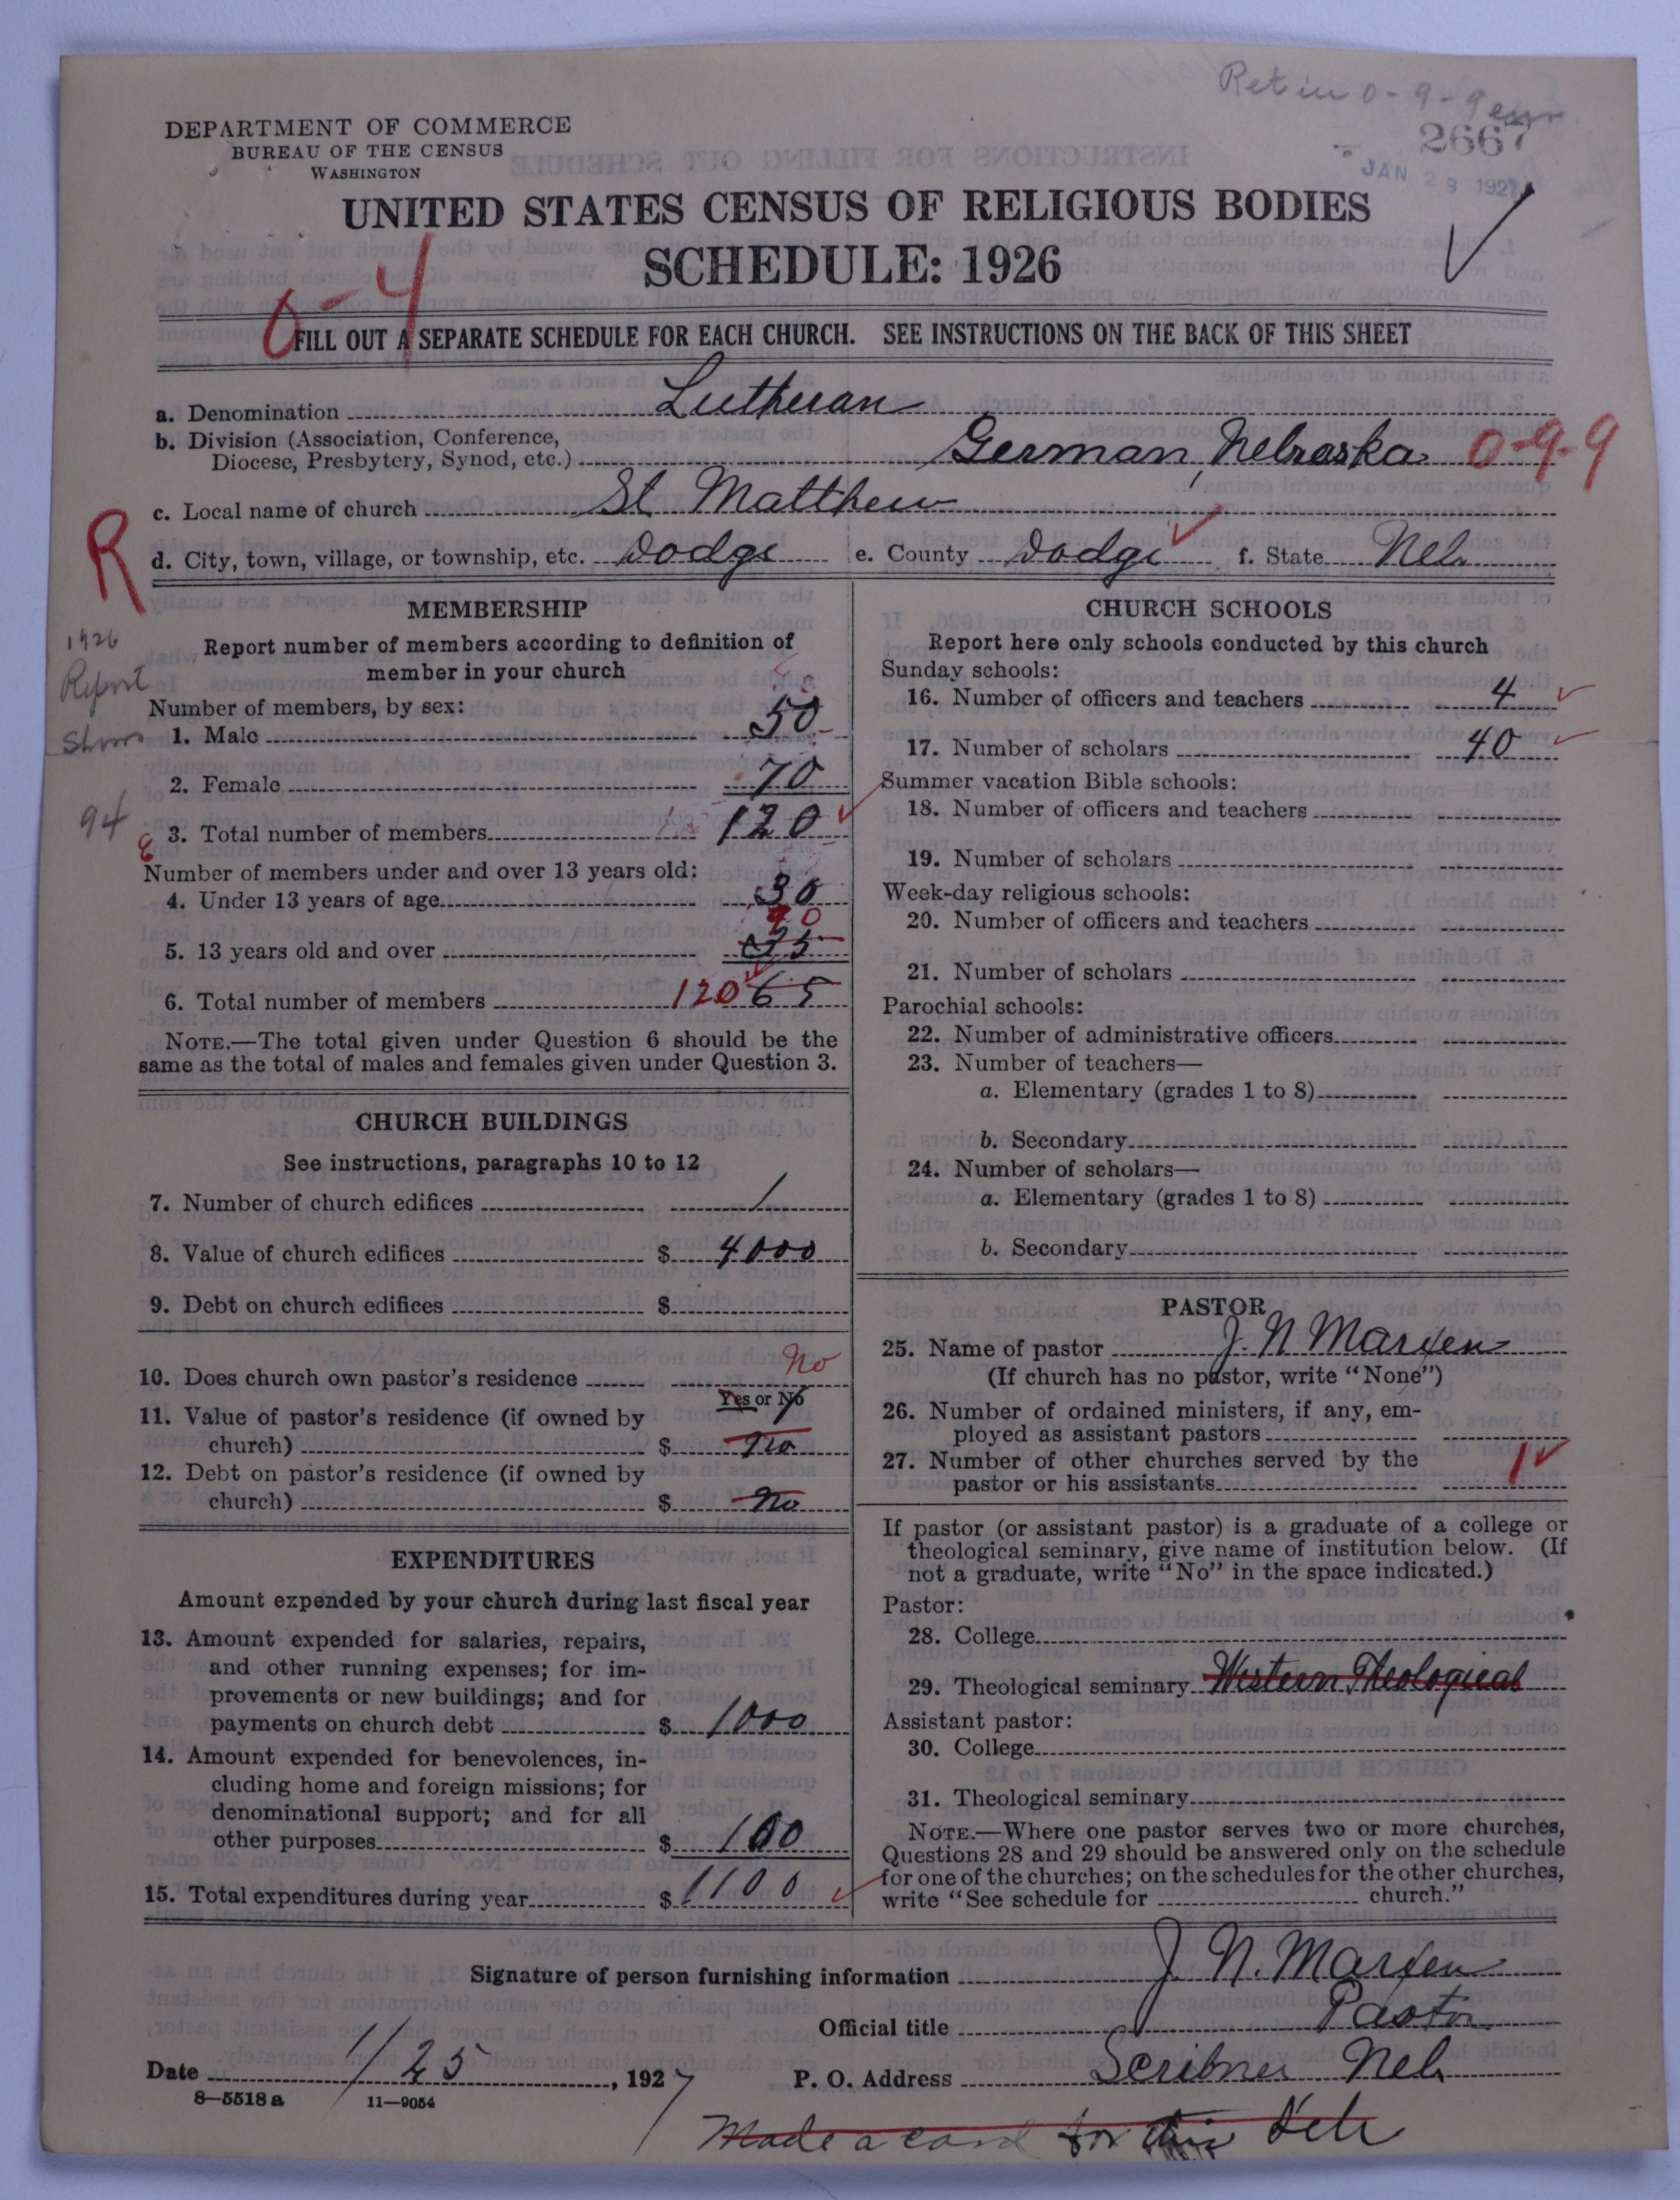 Retin 0-9-9
2667
JAN 29 1927
DEPARTMENT OF COMMERCE
BUREAU OF THE CENSUS
WASHINGTON
UNITED STATES CENSUS OF RELIGIOUS BODIES
SCHEDULE: 1926
0-4
FILL OUT A SEPARATE SCHEDULE FOR EACH CHURCH. SEE INSTRUCTIONS ON THE BACK OF THIS SHEET
a. Denomination Lutheran
b. Division (Association, Conference,
Diocese, Presbytery, Synod, etc.) German, Nebraska 0-9-9
c. Local name of church St Matthew
R
d. City, town, village, or township, etc. Dodge e. County Dodge f. State Neb.
MEMBERSHIP
Report number of members according to definition of
member in your church
1926
Report
Shows
94
Number of members, by sex:
1. Male 50
2. Female 70
3. Total number of members 120
Number of members under and over 13 years old:
4. Under 13 years of age 30
90
5. 13 years old and over 35
6. Total number of members 120 65
NOTE.—The total given under Question 6 should be the
same as the total of males and females given under Question 3.
CHURCH BUILDINGS
See instructions, paragraphs 10 to 12
7. Number of church edifices 1
8. Value of church edifices $ 4000
9. Debt on church edifices $
10. Does church own pastor's residence No
Yes or No
11. Value of pastor's residence (if owned by
church) $ No
12. Debt on pastor's residence (if owned by
church) $ No
EXPENDITURES
Amount expended by your church during last fiscal year
13. Amount expended for salaries, repairs,
and other running expenses; for im-
provements or new buildings; and for
payments on church debt $ 1000
14. Amount expended for benevolences, in-
cluding home and foreign missions; for
denominational support; and for all
other purposes $ 100
15. Total expenditures during year $ 1100
CHURCH SCHOOLS
Report here only schools conducted by this church
Sunday schools:
16. Number of officers and teachers 4
17. Number of scholars 40
Summer vacation Bible schools:
18. Number of officers and teachers
19. Number of scholars
Week-day religious schools:
20. Number of officers and teachers
21. Number of scholars
Parochial schools:
22. Number of administrative officers
23. Number of teachers—
a. Elementary (grades 1 to 8)
b. Secondary
24. Number of scholars—
a. Elementary (grades 1 to 8)
b. Secondary
PASTOR
25. Name of pastor J. N Marxen
(If church has no pastor, write "None")
26. Number of ordained ministers, if any, em-
ployed as assistant pastors
27. Number of other churches served by the
pastor or his assistants 1
If pastor (or assistant pastor) is a graduate of a college or
theological seminary, give name of institution below. (If
not a graduate, write "No" in the space indicated.)
Pastor:
28. College
29. Theological seminary Western Theological
Assistant pastor:
30. College
31. Theological seminary
NOTE.—Where one pastor serves two or more churches,
Questions 28 and 29 should be answered only on the schedule
for one of the churches; on the schedules for the other churches,
write "See schedule for church."
Signature of person furnishing information J. N. Marxen
Official title Pastor
Date 1/25, 1927 P. O. Address Scribner Neb.
8—5518 a 11—9054
Made a card for this